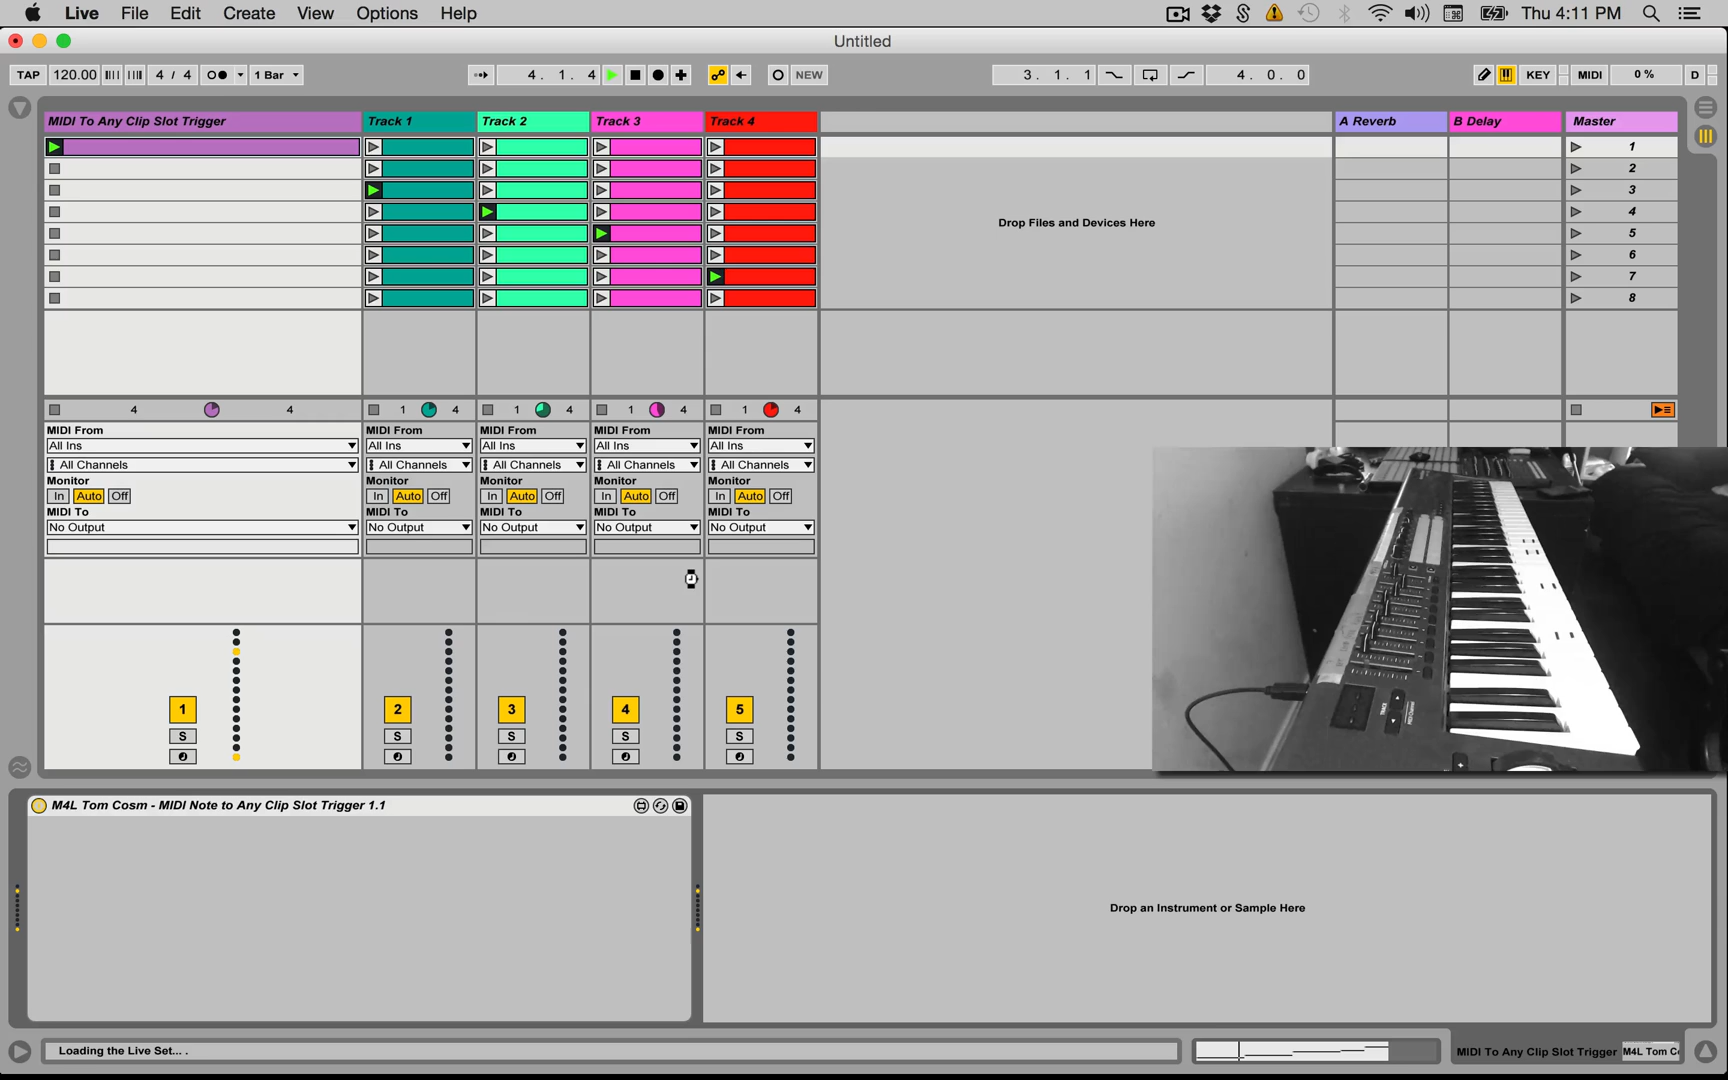 Live File Edit Create View Options Help Thu 4:11 PM
Untitled
TAP 120.00 4 / 4 1 Bar 4. 1. 4 NEW 3. 1. 1 4. 0. 0 KEY MIDI 0 % D
MIDI To Any Clip Slot Trigger Track 1 Track 2 Track 3 Track 4 A Reverb B Delay Master
1
2
3
4
5
6
7
8
Drop Files and Devices Here
4 4 1 4 1 4 1 4 1 4
MIDI From MIDI From MIDI From MIDI From MIDI From
All Ins All Ins All Ins All Ins All Ins
All Channels All Channels All Channels All Channels All Channels
Monitor Monitor Monitor Monitor Monitor
In Auto Off In Auto Off In Auto Off In Auto Off In Auto Off
MIDI To MIDI To MIDI To MIDI To MIDI To
No Output No Output No Output No Output No Output
1 2 3 4 5
S S S S S
M4L Tom Cosm - MIDI Note to Any Clip Slot Trigger 1.1
Drop an Instrument or Sample Here
Loading the Live Set... .
MIDI To Any Clip Slot Trigger M4L Tom Co